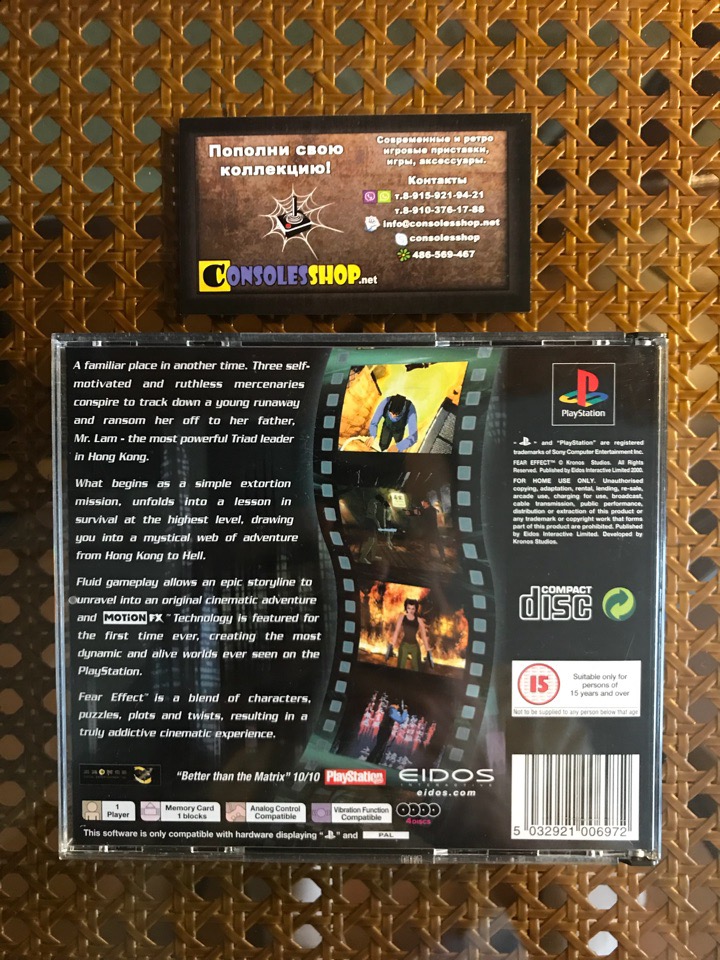 Пополни свою
коллекцию!
Современные и ретро
игровые приставки,
игры, аксессуары.
Контакты
т.8-915-921-94-21
т.8-910-376-17-88
info@consolesshop.net
consolesshop
486-569-467
CONSOLESSHOP.net
A familiar place in another time. Three self-
motivated and ruthless mercenaries
conspire to track down a young runaway
and ransom her off to her father,
Mr. Lam - the most powerful Triad leader
in Hong Kong.
What begins as a simple extortion
mission, unfolds into a lesson in
survival at the highest level, drawing
you into a mystical web of adventure
from Hong Kong to Hell.
Fluid gameplay allows an epic storyline to
unravel into an original cinematic adventure
and MOTION FX™ Technology is featured for
the first time ever, creating the most
dynamic and alive worlds ever seen on the
PlayStation.
Fear Effect™ is a blend of characters,
puzzles, plots and twists, resulting in a
truly addictive cinematic experience.
PlayStation
" " and "PlayStation" are registered
trademarks of Sony Computer Entertainment Inc.
FEAR EFFECT™ © Kronos Studios. All Rights
Reserved. Published by Eidos Interactive Limited 2000.
FOR HOME USE ONLY. Unauthorised
copying, adaptation, rental, lending, re-sale,
arcade use, charging for use, broadcast,
cable transmission, public performance,
distribution or extraction of this product or
any trademark or copyright work that forms
part of this product are prohibited. Published
by Eidos Interactive Limited. Developed by
Kronos Studios.
COMPACT
disc
15
Suitable only for
persons of
15 years and over
Not to be supplied to any person below that age
"Better than the Matrix" 10/10 PlayStation
EIDOS
INTERACTIVE
eidos.com
1
Player
Memory Card
1 blocks
Analog Control
Compatible
Vibration Function
Compatible
4 DISCS
This software is only compatible with hardware displaying " " and PAL
5 032921 006972